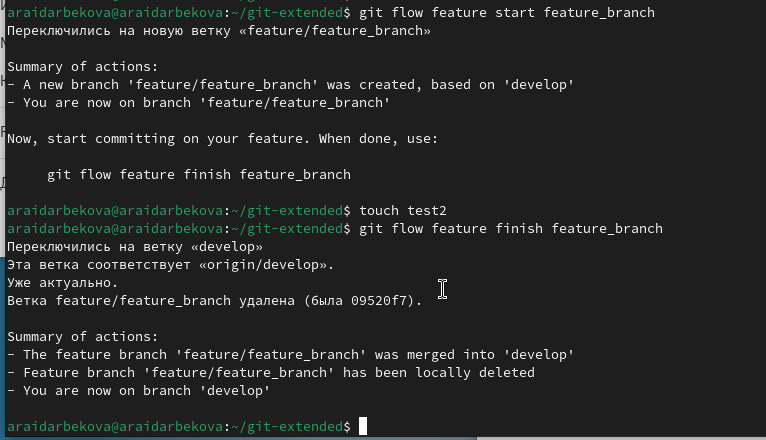 araidarbekova@araidarbekova:~/git-extended$ git flow feature start feature_branch
Переключились на новую ветку «feature/feature_branch»
Summary of actions:
- A new branch 'feature/feature_branch' was created, based on 'develop'
- You are now on branch 'feature/feature_branch'
Now, start committing on your feature. When done, use:
git flow feature finish feature_branch
araidarbekova@araidarbekova:~/git-extended$ touch test2
araidarbekova@araidarbekova:~/git-extended$ git flow feature finish feature_branch
Переключились на ветку «develop»
Эта ветка соответствует «origin/develop».
Уже актуально.
Ветка feature/feature_branch удалена (была 09520f7).
Summary of actions:
- The feature branch 'feature/feature_branch' was merged into 'develop'
- Feature branch 'feature/feature_branch' has been locally deleted
- You are now on branch 'develop'
araidarbekova@araidarbekova:~/git-extended$